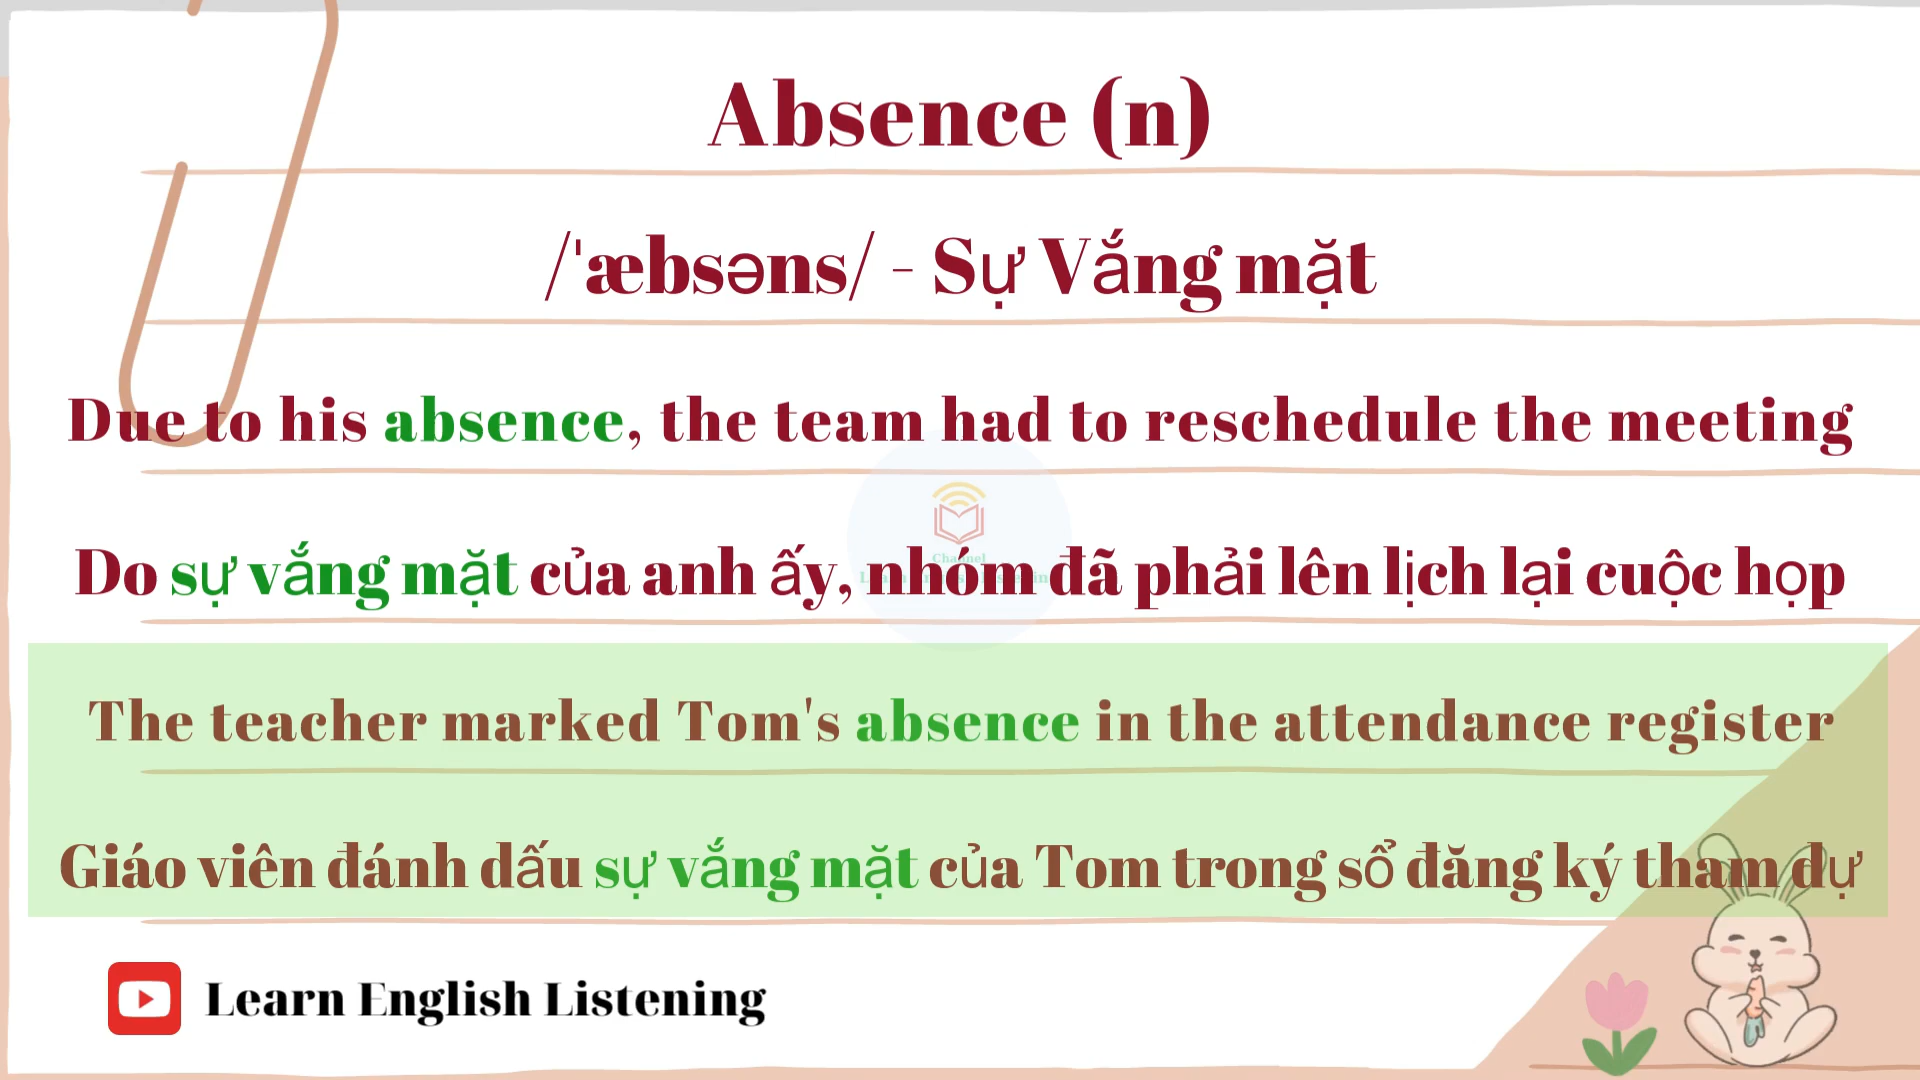 Absence (n)
/ˈæbsəns/ - Sự Vắng mặt
Due to his absence, the team had to reschedule the meeting
Do sự vắng mặt của anh ấy, nhóm đã phải lên lịch lại cuộc họp
Channel
The teacher marked Tom's absence in the attendance register
Giáo viên đánh dấu sự vắng mặt của Tom trong sổ đăng ký tham dự
Learn English Listening